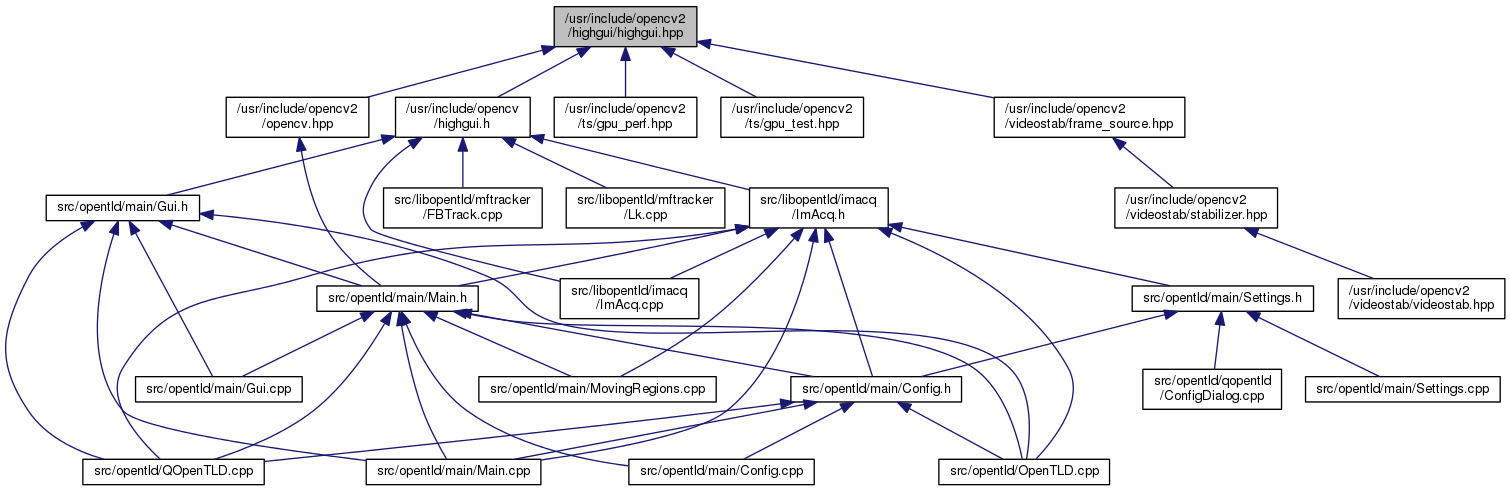 /usr/include/opencv2
/highgui/highgui.hpp
/usr/include/opencv2
/opencv.hpp
/usr/include/opencv
/highgui.h
/usr/include/opencv2
/ts/gpu_perf.hpp
/usr/include/opencv2
/ts/gpu_test.hpp
/usr/include/opencv2
/videostab/frame_source.hpp
src/opentld/main/Gui.h
src/libopentld/mftracker
/FBTrack.cpp
src/libopentld/mftracker
/Lk.cpp
src/libopentld/imacq
/ImAcq.h
/usr/include/opencv2
/videostab/stabilizer.hpp
src/opentld/main/Main.h
src/libopentld/imacq
/ImAcq.cpp
src/opentld/main/Settings.h
/usr/include/opencv2
/videostab/videostab.hpp
src/opentld/main/Gui.cpp
src/opentld/main/MovingRegions.cpp
src/opentld/main/Config.h
src/opentld/qopentld
/ConfigDialog.cpp
src/opentld/main/Settings.cpp
src/opentld/QOpenTLD.cpp
src/opentld/main/Main.cpp
src/opentld/main/Config.cpp
src/opentld/OpenTLD.cpp